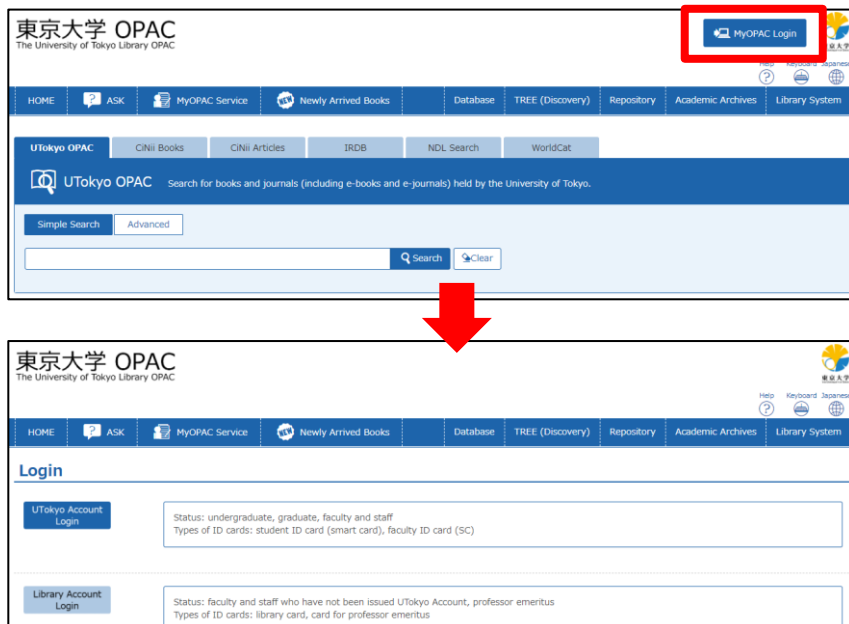 東京大学 OPAC
The University of Tokyo Library OPAC
MyOPAC Login
Help Keyboard Japanese
HOME ASK MyOPAC Service NEW Newly Arrived Books Database TREE (Discovery) Repository Academic Archives Library System
UTokyo OPAC CiNii Books CiNii Articles IRDB NDL Search WorldCat
UTokyo OPAC Search for books and journals (including e-books and e-journals) held by the University of Tokyo.
Simple Search Advanced
Search Clear
東京大学 OPAC
The University of Tokyo Library OPAC
東京大学
Help Keyboard Japanese
HOME ASK MyOPAC Service NEW Newly Arrived Books Database TREE (Discovery) Repository Academic Archives Library System
Login
UTokyo Account
Login
Status: undergraduate, graduate, faculty and staff
Types of ID cards: student ID card (smart card), faculty ID card (SC)
Library Account
Login
Status: faculty and staff who have not been issued UTokyo Account, professor emeritus
Types of ID cards: library card, card for professor emeritus